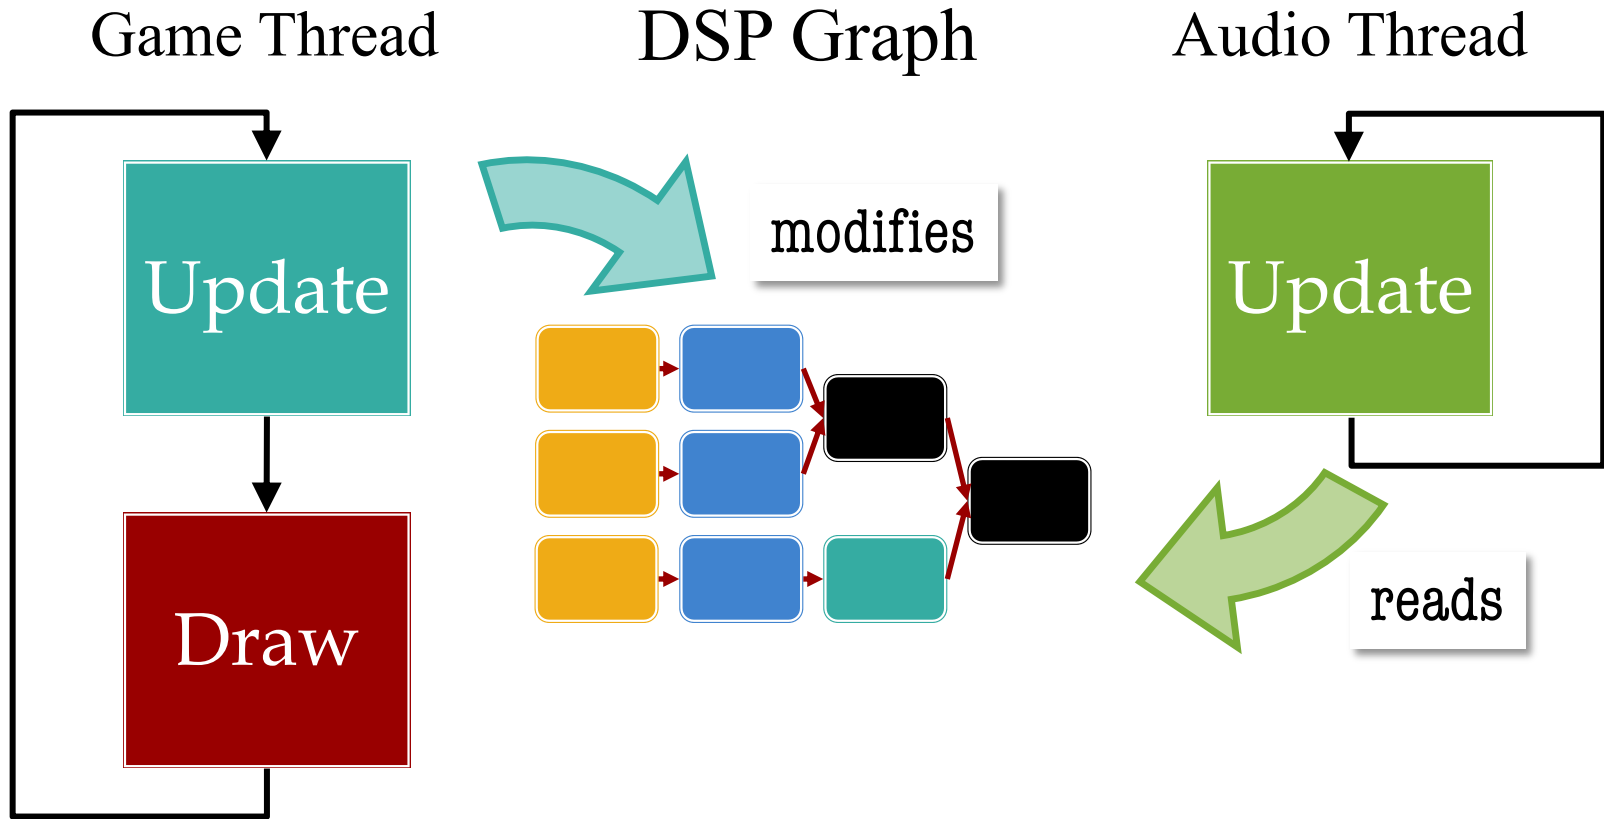 Game Thread
DSP Graph
Audio Thread
Update
modifies
Update
Draw
reads